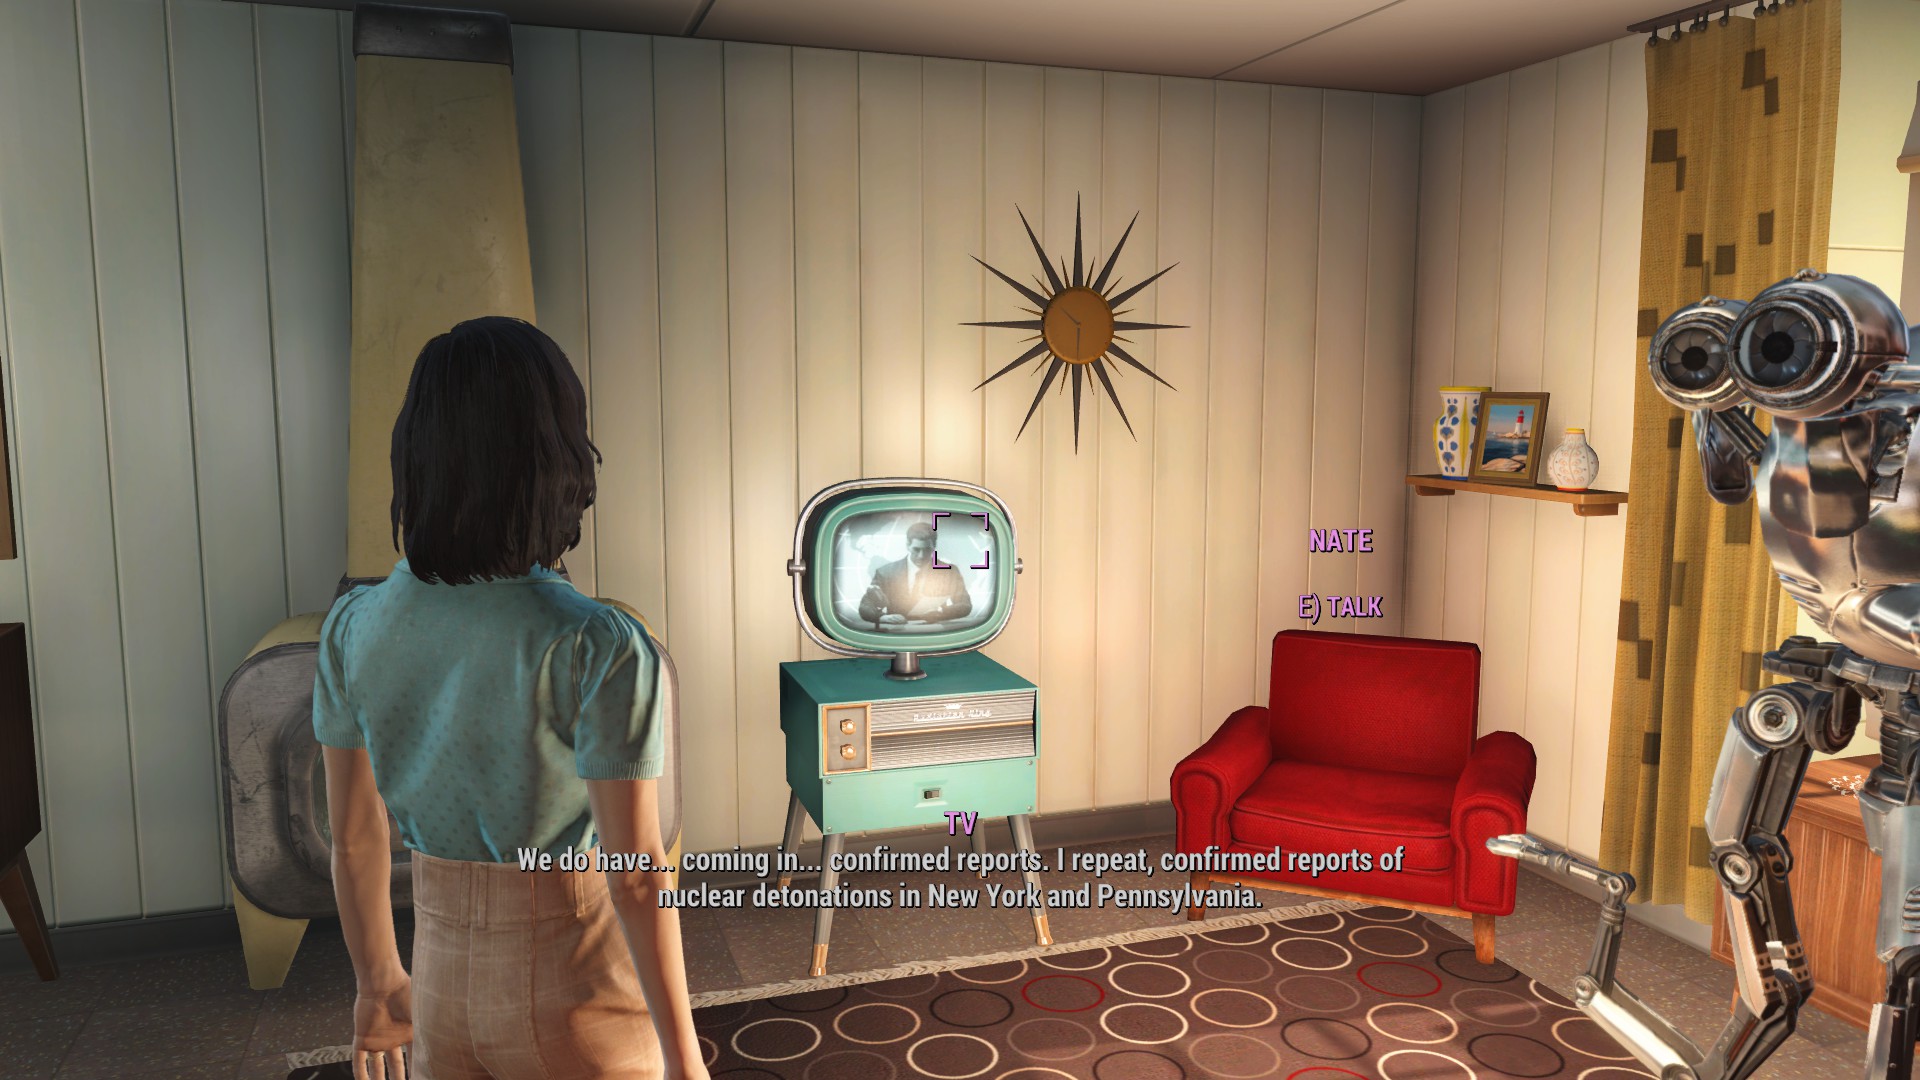 NATE
E) TALK
TV
We do have... coming in... confirmed reports. I repeat, confirmed reports of
nuclear detonations in New York and Pennsylvania.